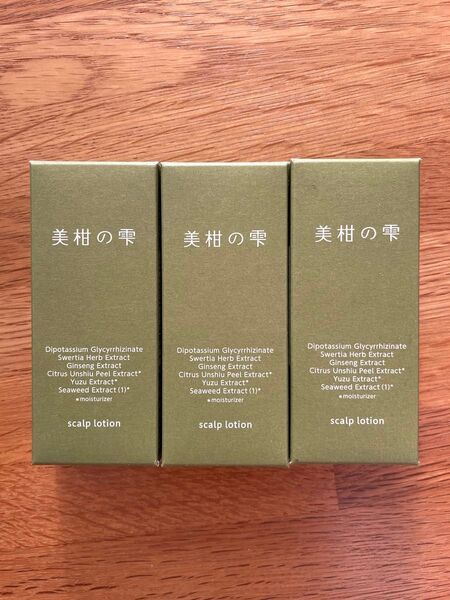 美柑の雫
Dipotassium Glycyrrhizinate
Swertia Herb Extract
Ginseng Extract
Citrus Unshiu Peel Extract*
Yuzu Extract*
Seaweed Extract (1)*
*moisturizer
scalp lotion
美柑の雫
Dipotassium Glycyrrhizinate
Swertia Herb Extract
Ginseng Extract
Citrus Unshiu Peel Extract*
Yuzu Extract*
Seaweed Extract (1)*
*moisturizer
scalp lotion
美柑の雫
Dipotassium Glycyrrhizinate
Swertia Herb Extract
Ginseng Extract
Citrus Unshiu Peel Extract*
Yuzu Extract*
Seaweed Extract (1)*
*moisturizer
scalp lotion